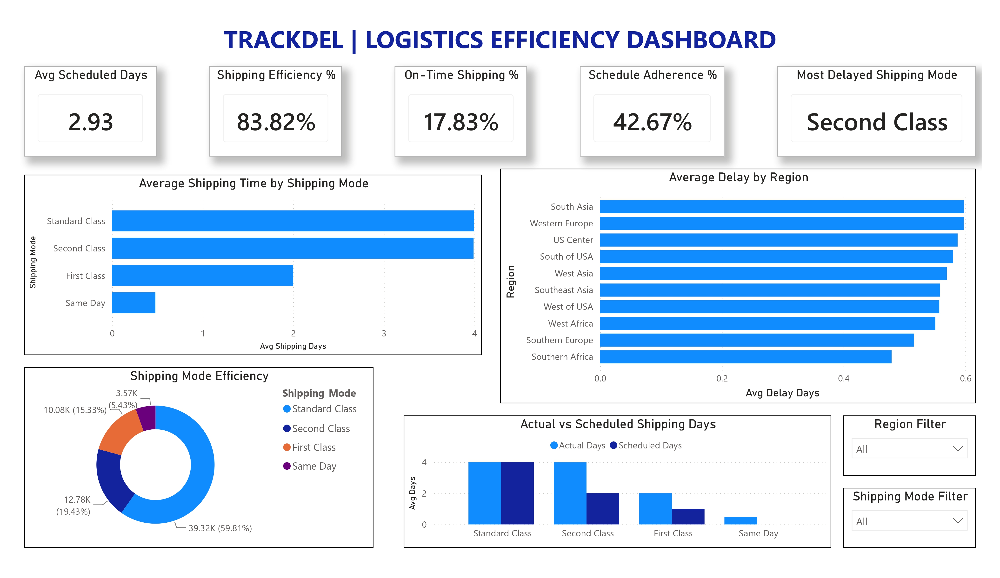 TRACKDEL | LOGISTICS EFFICIENCY DASHBOARD
Avg Scheduled Days
2.93
Shipping Efficiency %
83.82%
On-Time Shipping %
17.83%
Schedule Adherence %
42.67%
Most Delayed Shipping Mode
Second Class
Average Shipping Time by Shipping Mode
Shipping Mode
Standard Class
Second Class
First Class
Same Day
0 1 2 3 4
Avg Shipping Days
Average Delay by Region
Region
South Asia
Western Europe
US Center
South of USA
West Asia
Southeast Asia
West of USA
West Africa
Southern Europe
Southern Africa
0.0 0.2 0.4 0.6
Avg Delay Days
Shipping Mode Efficiency
3.57K
(5.43%)
10.08K (15.33%)
12.78K
(19.43%)
39.32K (59.81%)
Shipping_Mode
Standard Class
Second Class
First Class
Same Day
Actual vs Scheduled Shipping Days
Actual Days Scheduled Days
Avg Days
4
2
0
Standard Class Second Class First Class Same Day
Region Filter
All
Shipping Mode Filter
All